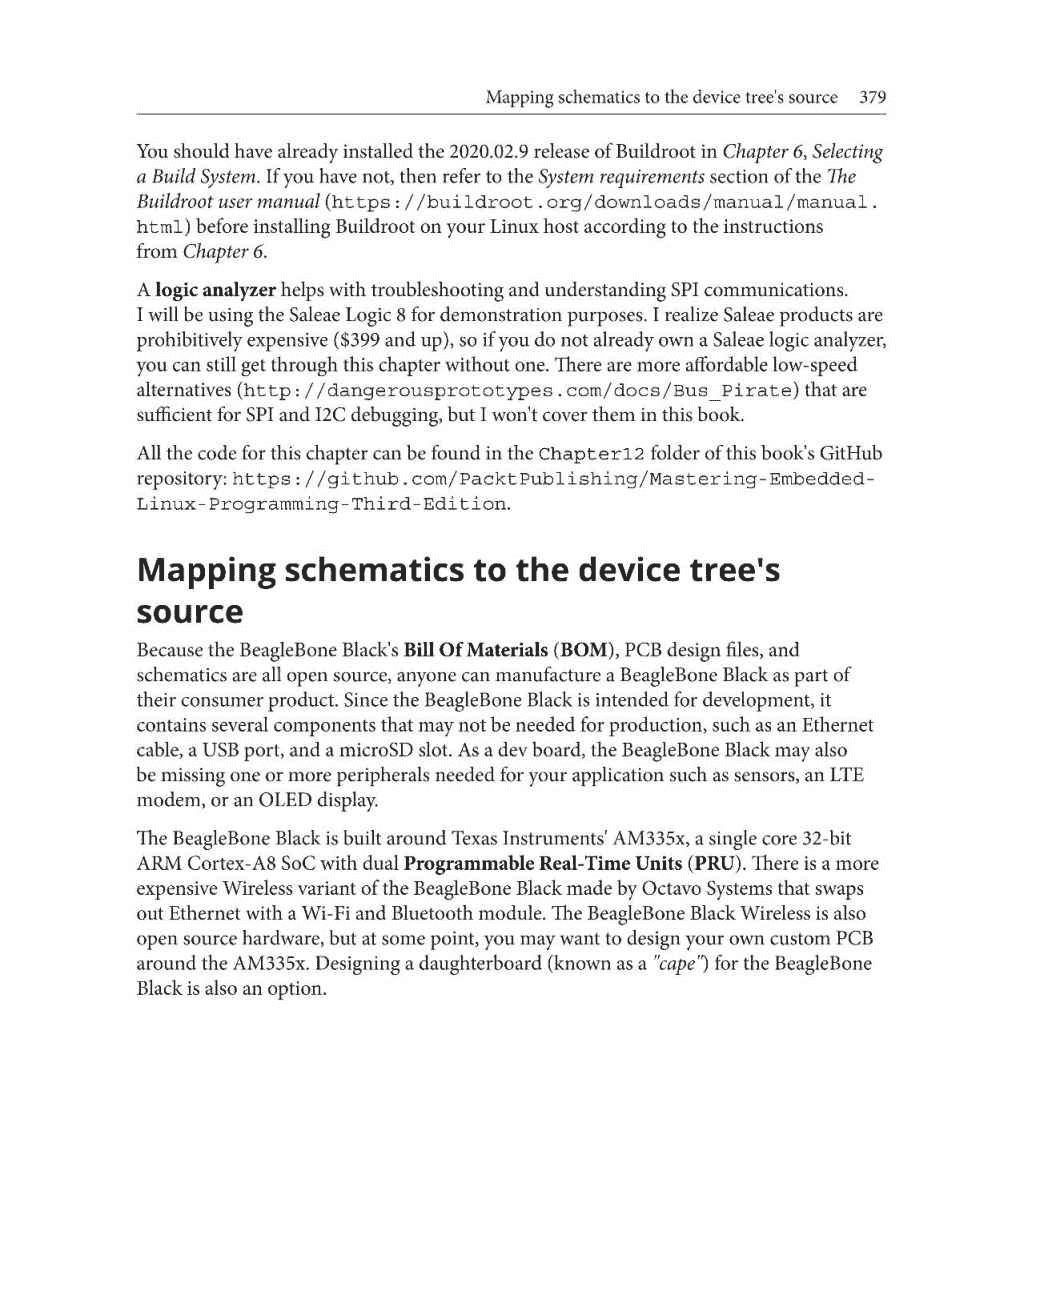 Mapping schematics to the device tree's source 379
You should have already installed the 2020.02.9 release of Buildroot in Chapter 6, Selecting
a Build System. If you have not, then refer to the System requirements section of the The
Buildroot user manual (https://buildroot.org/downloads/manual/manual.
html) before installing Buildroot on your Linux host according to the instructions
from Chapter 6.
A logic analyzer helps with troubleshooting and understanding SPI communications.
I will be using the Saleae Logic 8 for demonstration purposes. I realize Saleae products are
prohibitively expensive ($399 and up), so if you do not already own a Saleae logic analyzer,
you can still get through this chapter without one. There are more affordable low-speed
alternatives (http://dangerousprototypes.com/docs/Bus_Pirate) that are
sufficient for SPI and I2C debugging, but I won't cover them in this book.
All the code for this chapter can be found in the Chapter12 folder of this book's GitHub
repository: https://github.com/PacktPublishing/Mastering-Embedded-
Linux-Programming-Third-Edition.
Mapping schematics to the device tree's
source
Because the BeagleBone Black's Bill Of Materials (BOM), PCB design files, and
schematics are all open source, anyone can manufacture a BeagleBone Black as part of
their consumer product. Since the BeagleBone Black is intended for development, it
contains several components that may not be needed for production, such as an Ethernet
cable, a USB port, and a microSD slot. As a dev board, the BeagleBone Black may also
be missing one or more peripherals needed for your application such as sensors, an LTE
modem, or an OLED display.
The BeagleBone Black is built around Texas Instruments' AM335x, a single core 32-bit
ARM Cortex-A8 SoC with dual Programmable Real-Time Units (PRU). There is a more
expensive Wireless variant of the BeagleBone Black made by Octavo Systems that swaps
out Ethernet with a Wi-Fi and Bluetooth module. The BeagleBone Black Wireless is also
open source hardware, but at some point, you may want to design your own custom PCB
around the AM335x. Designing a daughterboard (known as a "cape") for the BeagleBone
Black is also an option.